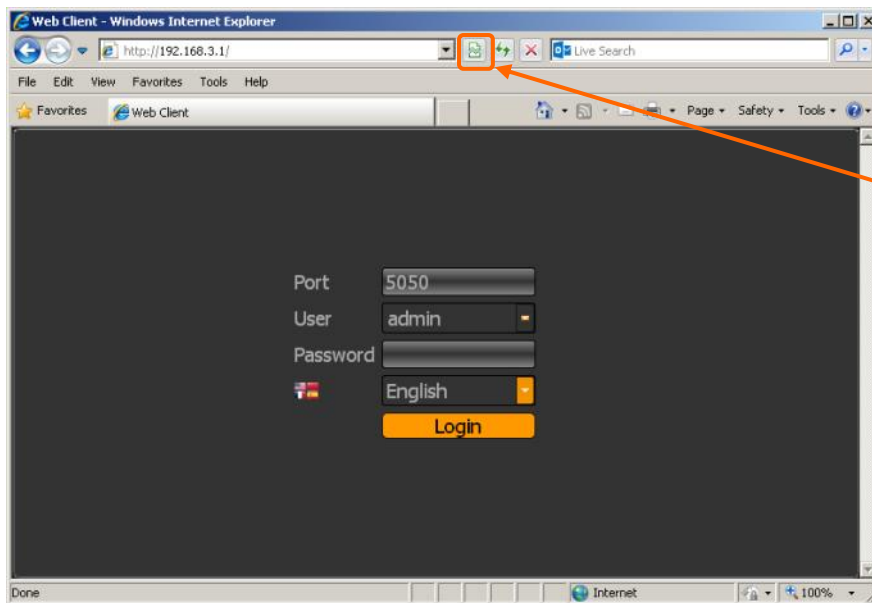 Web Client - Windows Internet Explorer
http://192.168.3.1/
Live Search
File Edit View Favorites Tools Help
Favorites Web Client Page Safety Tools
Port 5050
User admin
Password
English
Login
Done Internet 100%